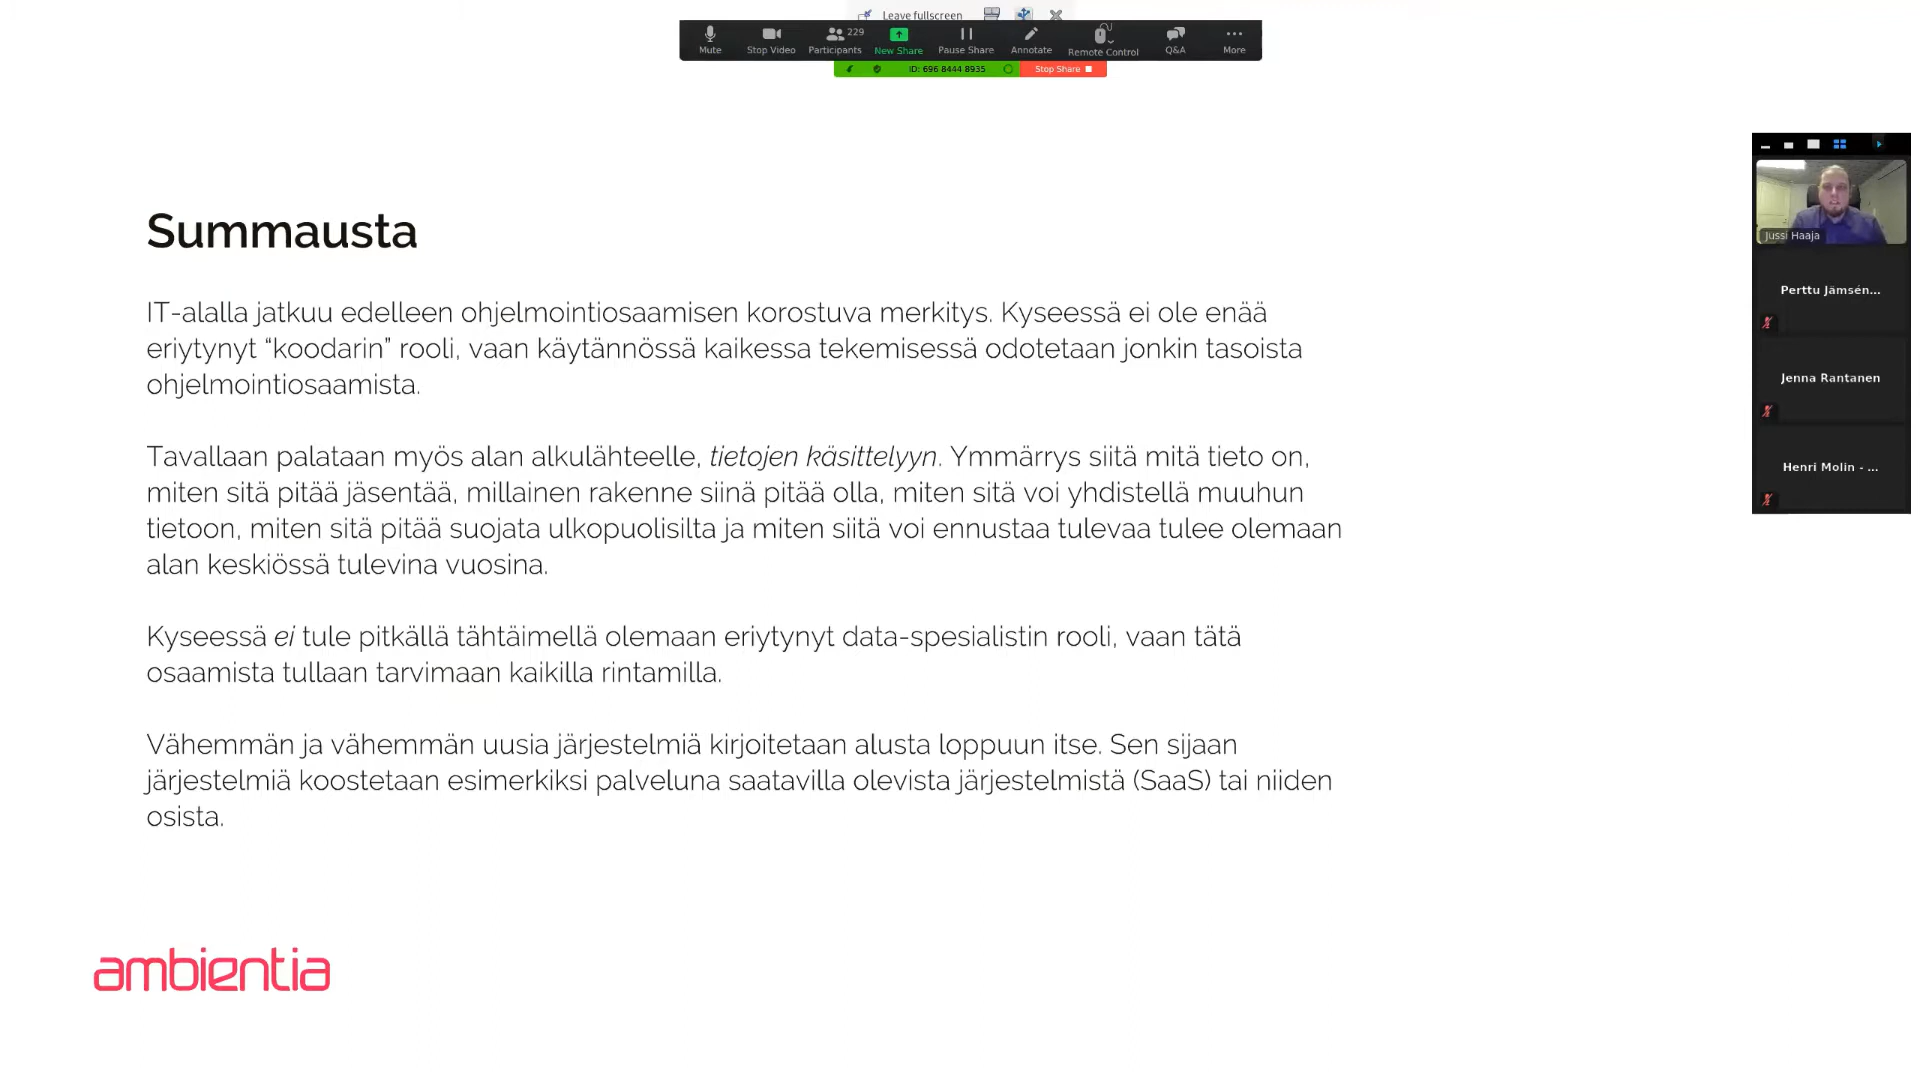 Leave fullscreen
Mute
Stop Video
Participants
229
New Share
Pause Share
Annotate
Remote Control
Q&A
More
ID: 696 8444 8935
Stop Share
Jussi Haaja
Perttu Jämsén...
Jenna Rantanen
Henri Molin - ...
Summausta
IT-alalla jatkuu edelleen ohjelmointiosaamisen korostuva merkitys. Kyseessä ei ole enää
eriytynyt “koodarin” rooli, vaan käytännössä kaikessa tekemisessä odotetaan jonkin tasoista
ohjelmointiosaamista.
Tavallaan palataan myös alan alkulähteelle, tietojen käsittelyyn. Ymmärrys siitä mitä tieto on,
miten sitä pitää jäsentää, millainen rakenne siinä pitää olla, miten sitä voi yhdistellä muuhun
tietoon, miten sitä pitää suojata ulkopuolisilta ja miten siitä voi ennustaa tulevaa tulee olemaan
alan keskiössä tulevina vuosina.
Kyseessä ei tule pitkällä tähtäimellä olemaan eriytynyt data-spesialistin rooli, vaan tätä
osaamista tullaan tarvimaan kaikilla rintamilla.
Vähemmän ja vähemmän uusia järjestelmiä kirjoitetaan alusta loppuun itse. Sen sijaan
järjestelmiä koostetaan esimerkiksi palveluna saatavilla olevista järjestelmistä (SaaS) tai niiden
osista.
ambientia